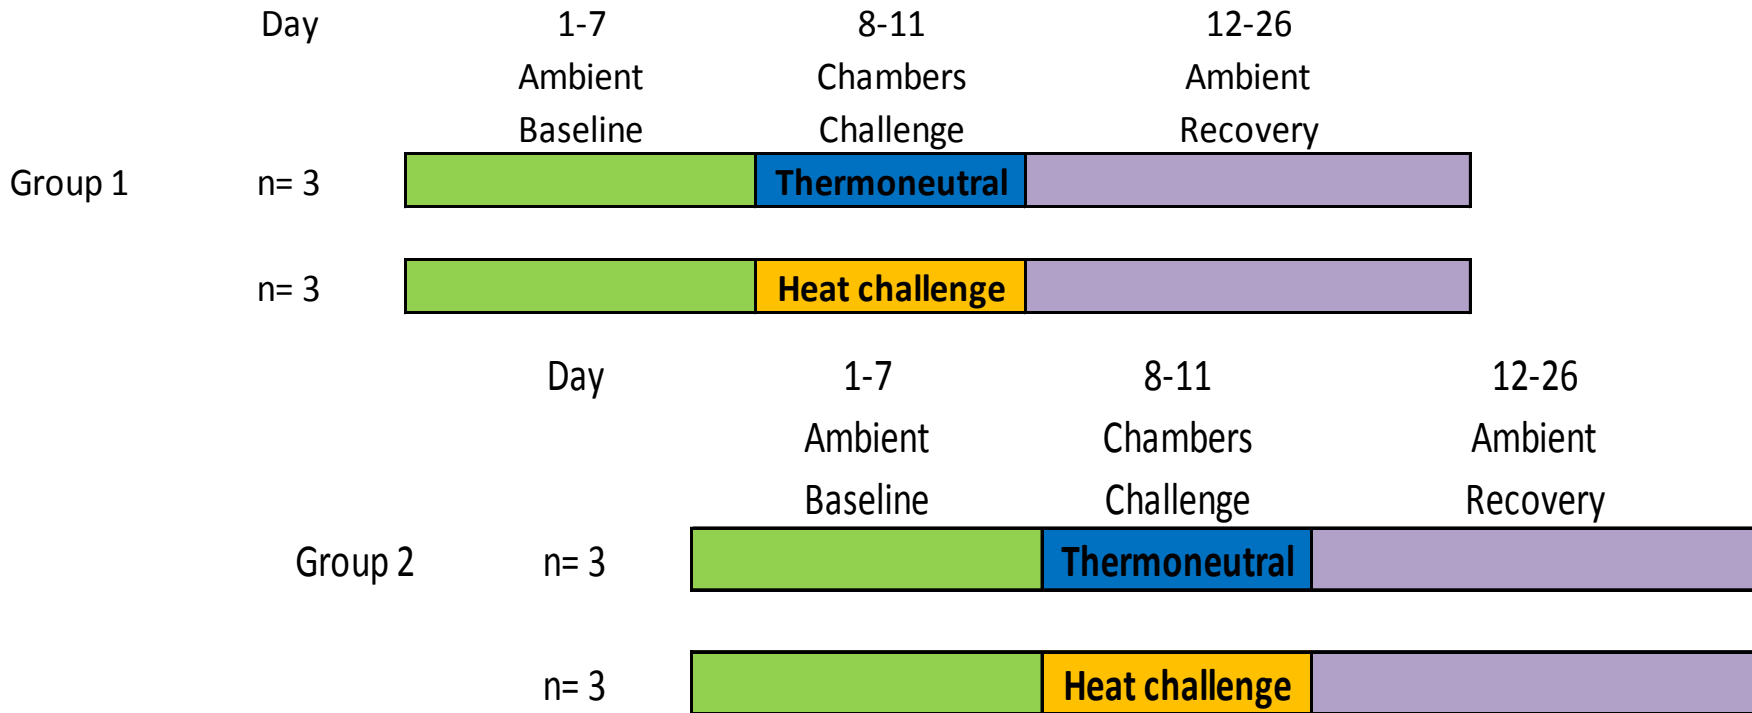 Day 1-7 8-11 12-26
Ambient Chambers Ambient
Baseline Challenge Recovery
Group 1 n= 3 Thermoneutral
n= 3 Heat challenge
Day 1-7 8-11 12-26
Ambient Chambers Ambient
Baseline Challenge Recovery
Group 2 n= 3 Thermoneutral
n= 3 Heat challenge